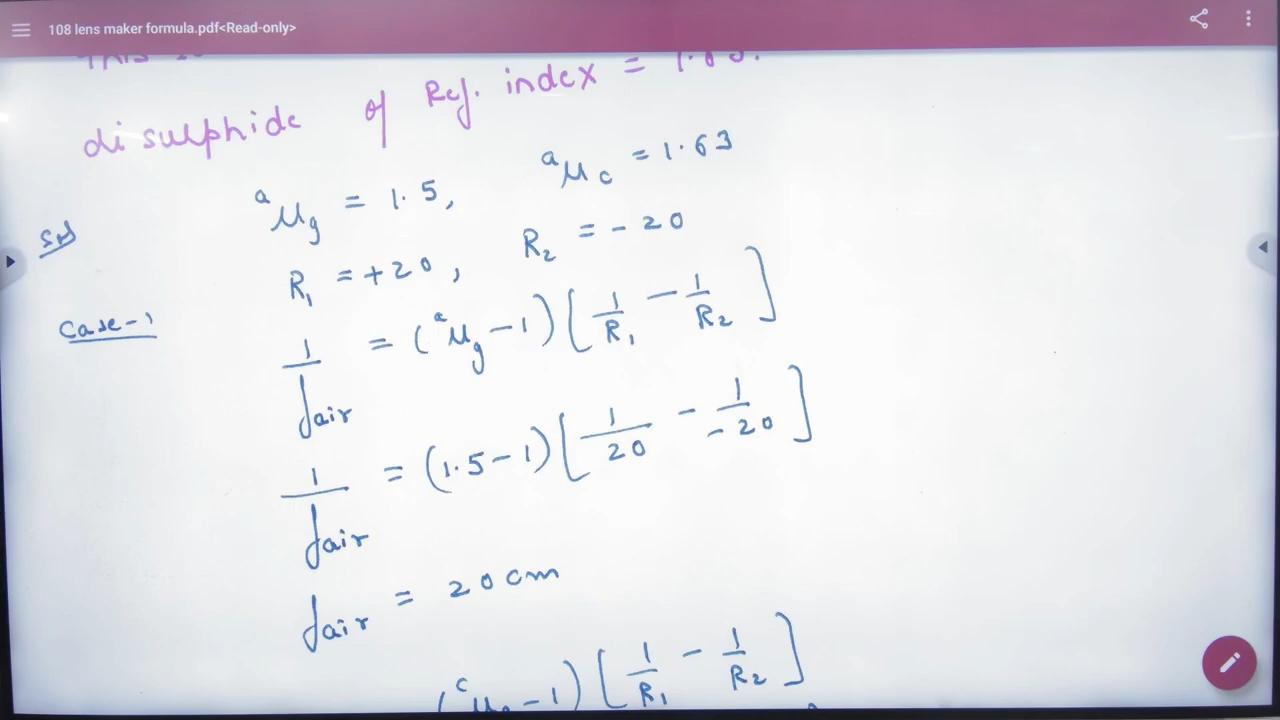 108 lens maker formula.pdf<Read-only>
disulphide of Ref. index =
Sol
ᵃμg = 1.5, ᵃμc = 1.63
R₁ = +20, R₂ = -20
Case-1
1/fair = (ᵃμg - 1) [1/R₁ - 1/R₂]
1/fair = (1.5 - 1) [1/20 - 1/-20]
fair = 20 cm
- 1) [1/R₁ - 1/R₂]